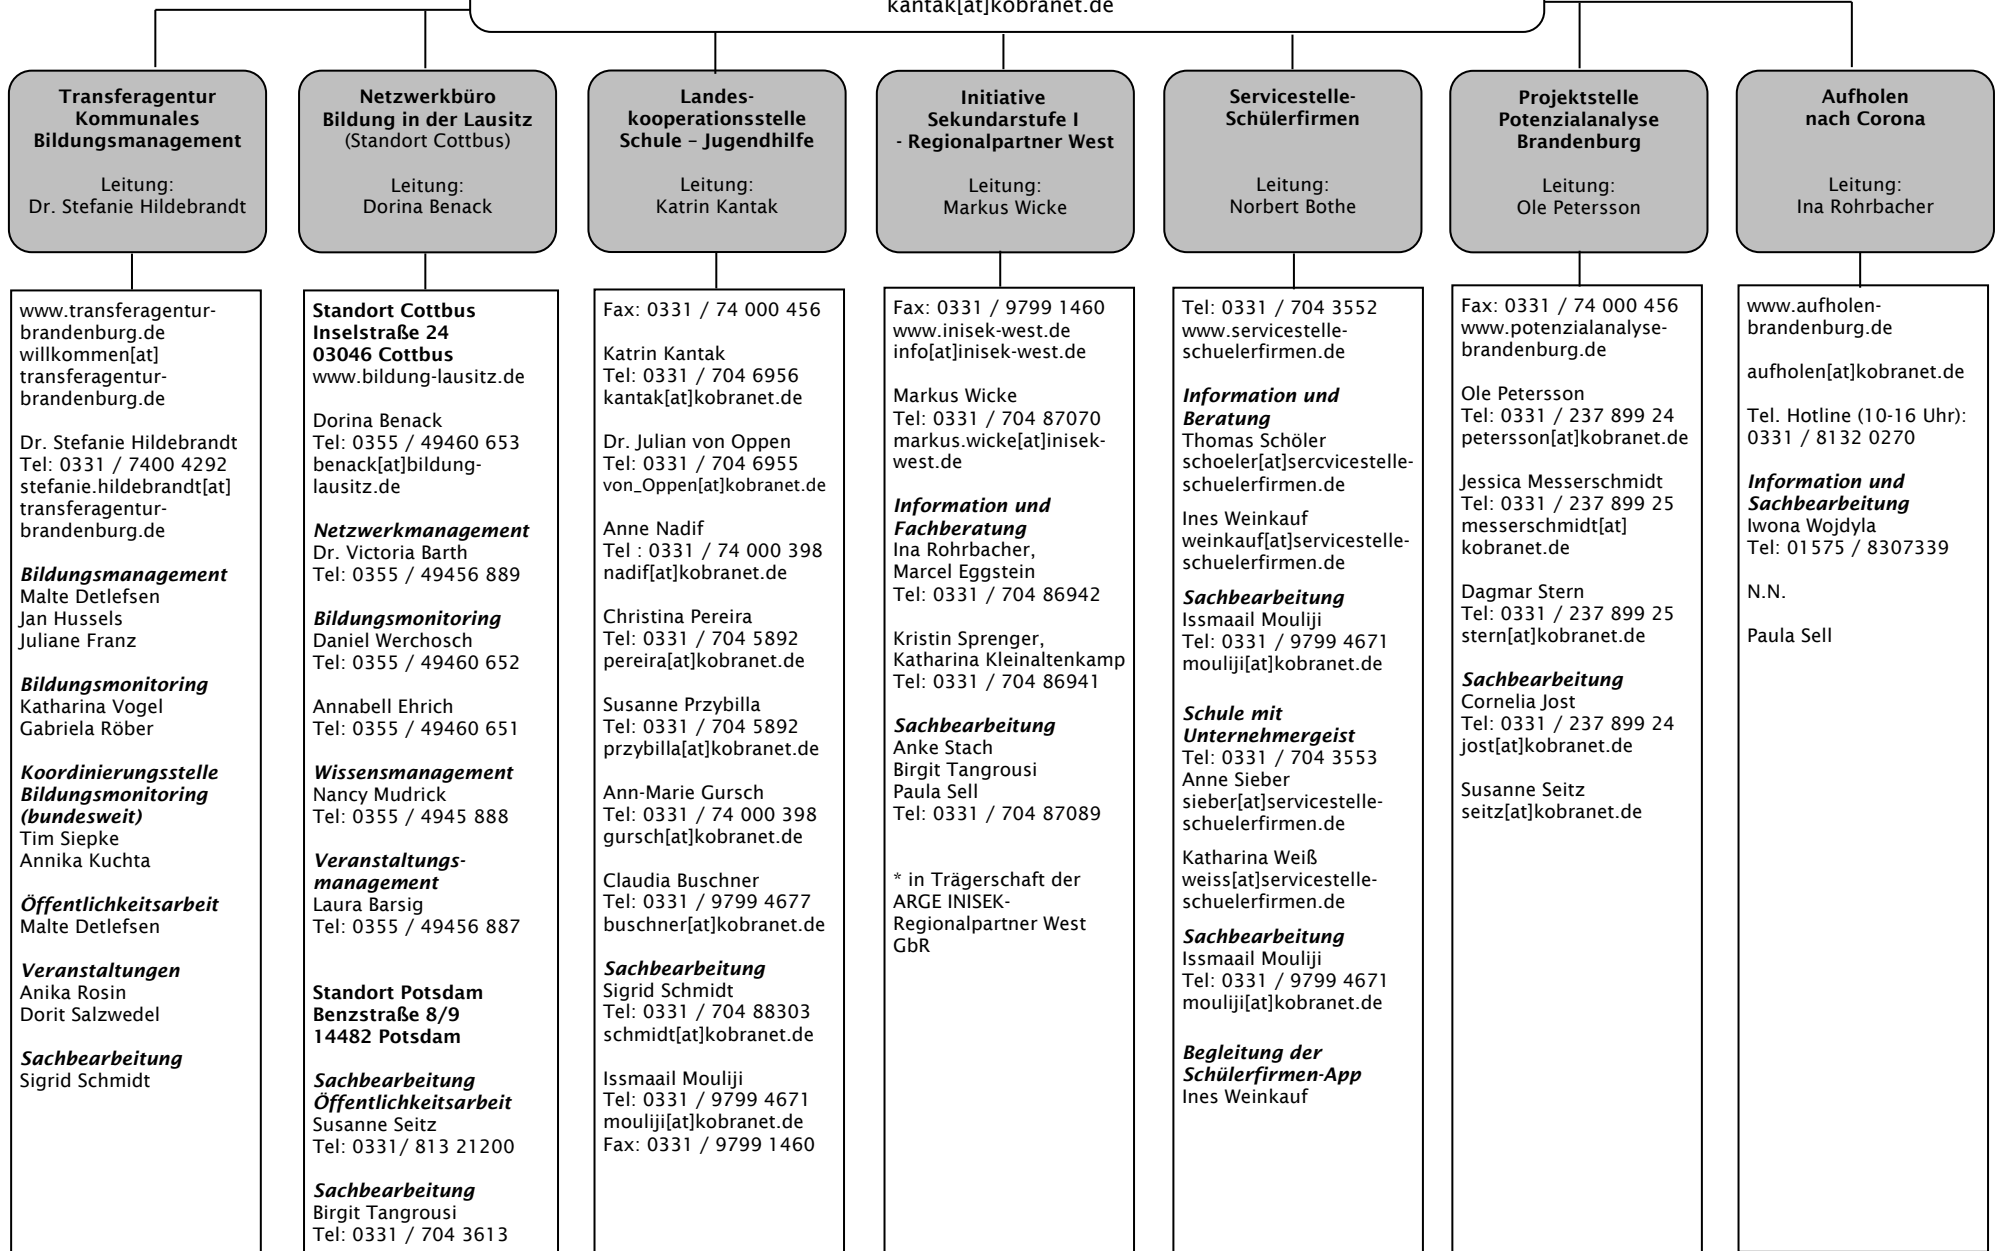 kantak[at]kobranet.de
Transferagentur
Kommunales
Bildungsmanagement
Leitung:
Dr. Stefanie Hildebrandt
Netzwerkbüro
Bildung in der Lausitz
(Standort Cottbus)
Leitung:
Dorina Benack
Landes-
kooperationsstelle
Schule – Jugendhilfe
Leitung:
Katrin Kantak
Initiative
Sekundarstufe I
- Regionalpartner West
Leitung:
Markus Wicke
Servicestelle-
Schülerfirmen
Leitung:
Norbert Bothe
Projektstelle
Potenzialanalyse
Brandenburg
Leitung:
Ole Petersson
Aufholen
nach Corona
Leitung:
Ina Rohrbacher
www.transferagentur-
brandenburg.de
willkommen[at]
transferagentur-
brandenburg.de
Dr. Stefanie Hildebrandt
Tel: 0331 / 7400 4292
stefanie.hildebrandt[at]
transferagentur-
brandenburg.de
Bildungsmanagement
Malte Detlefsen
Jan Hussels
Juliane Franz
Bildungsmonitoring
Katharina Vogel
Gabriela Röber
Koordinierungsstelle
Bildungsmonitoring
(bundesweit)
Tim Siepke
Annika Kuchta
Öffentlichkeitsarbeit
Malte Detlefsen
Veranstaltungen
Anika Rosin
Dorit Salzwedel
Sachbearbeitung
Sigrid Schmidt
Standort Cottbus
Inselstraße 24
03046 Cottbus
www.bildung-lausitz.de
Dorina Benack
Tel: 0355 / 49460 653
benack[at]bildung-
lausitz.de
Netzwerkmanagement
Dr. Victoria Barth
Tel: 0355 / 49456 889
Bildungsmonitoring
Daniel Werchosch
Tel: 0355 / 49460 652
Annabell Ehrich
Tel: 0355 / 49460 651
Wissensmanagement
Nancy Mudrick
Tel: 0355 / 4945 888
Veranstaltungs-
management
Laura Barsig
Tel: 0355 / 49456 887
Standort Potsdam
Benzstraße 8/9
14482 Potsdam
Sachbearbeitung
Öffentlichkeitsarbeit
Susanne Seitz
Tel: 0331/ 813 21200
Sachbearbeitung
Birgit Tangrousi
Tel: 0331 / 704 3613
Fax: 0331 / 74 000 456
Katrin Kantak
Tel: 0331 / 704 6956
kantak[at]kobranet.de
Dr. Julian von Oppen
Tel: 0331 / 704 6955
von_Oppen[at]kobranet.de
Anne Nadif
Tel : 0331 / 74 000 398
nadif[at]kobranet.de
Christina Pereira
Tel: 0331 / 704 5892
pereira[at]kobranet.de
Susanne Przybilla
Tel: 0331 / 704 5892
przybilla[at]kobranet.de
Ann-Marie Gursch
Tel: 0331 / 74 000 398
gursch[at]kobranet.de
Claudia Buschner
Tel: 0331 / 9799 4677
buschner[at]kobranet.de
Sachbearbeitung
Sigrid Schmidt
Tel: 0331 / 704 88303
schmidt[at]kobranet.de
Issmaail Mouliji
Tel: 0331 / 9799 4671
mouliji[at]kobranet.de
Fax: 0331 / 9799 1460
Fax: 0331 / 9799 1460
www.inisek-west.de
info[at]inisek-west.de
Markus Wicke
Tel: 0331 / 704 87070
markus.wicke[at]inisek-
west.de
Information und
Fachberatung
Ina Rohrbacher,
Marcel Eggstein
Tel: 0331 / 704 86942
Kristin Sprenger,
Katharina Kleinaltenkamp
Tel: 0331 / 704 86941
Sachbearbeitung
Anke Stach
Birgit Tangrousi
Paula Sell
Tel: 0331 / 704 87089
* in Trägerschaft der
ARGE INISEK-
Regionalpartner West
GbR
Tel: 0331 / 704 3552
www.servicestelle-
schuelerfirmen.de
Information und
Beratung
Thomas Schöler
schoeler[at]sercvicestelle-
schuelerfirmen.de
Ines Weinkauf
weinkauf[at]servicestelle-
schuelerfirmen.de
Sachbearbeitung
Issmaail Mouliji
Tel: 0331 / 9799 4671
mouliji[at]kobranet.de
Schule mit
Unternehmergeist
Tel: 0331 / 704 3553
Anne Sieber
sieber[at]servicestelle-
schuelerfirmen.de
Katharina Weiß
weiss[at]servicestelle-
schuelerfirmen.de
Sachbearbeitung
Issmaail Mouliji
Tel: 0331 / 9799 4671
mouliji[at]kobranet.de
Begleitung der
Schülerfirmen-App
Ines Weinkauf
Fax: 0331 / 74 000 456
www.potenzialanalyse-
brandenburg.de
Ole Petersson
Tel: 0331 / 237 899 24
petersson[at]kobranet.de
Jessica Messerschmidt
Tel: 0331 / 237 899 25
messerschmidt[at]
kobranet.de
Dagmar Stern
Tel: 0331 / 237 899 25
stern[at]kobranet.de
Sachbearbeitung
Cornelia Jost
Tel: 0331 / 237 899 24
jost[at]kobranet.de
Susanne Seitz
seitz[at]kobranet.de
www.aufholen-
brandenburg.de
aufholen[at]kobranet.de
Tel. Hotline (10-16 Uhr):
0331 / 8132 0270
Information und
Sachbearbeitung
Iwona Wojdyla
Tel: 01575 / 8307339
N.N.
Paula Sell